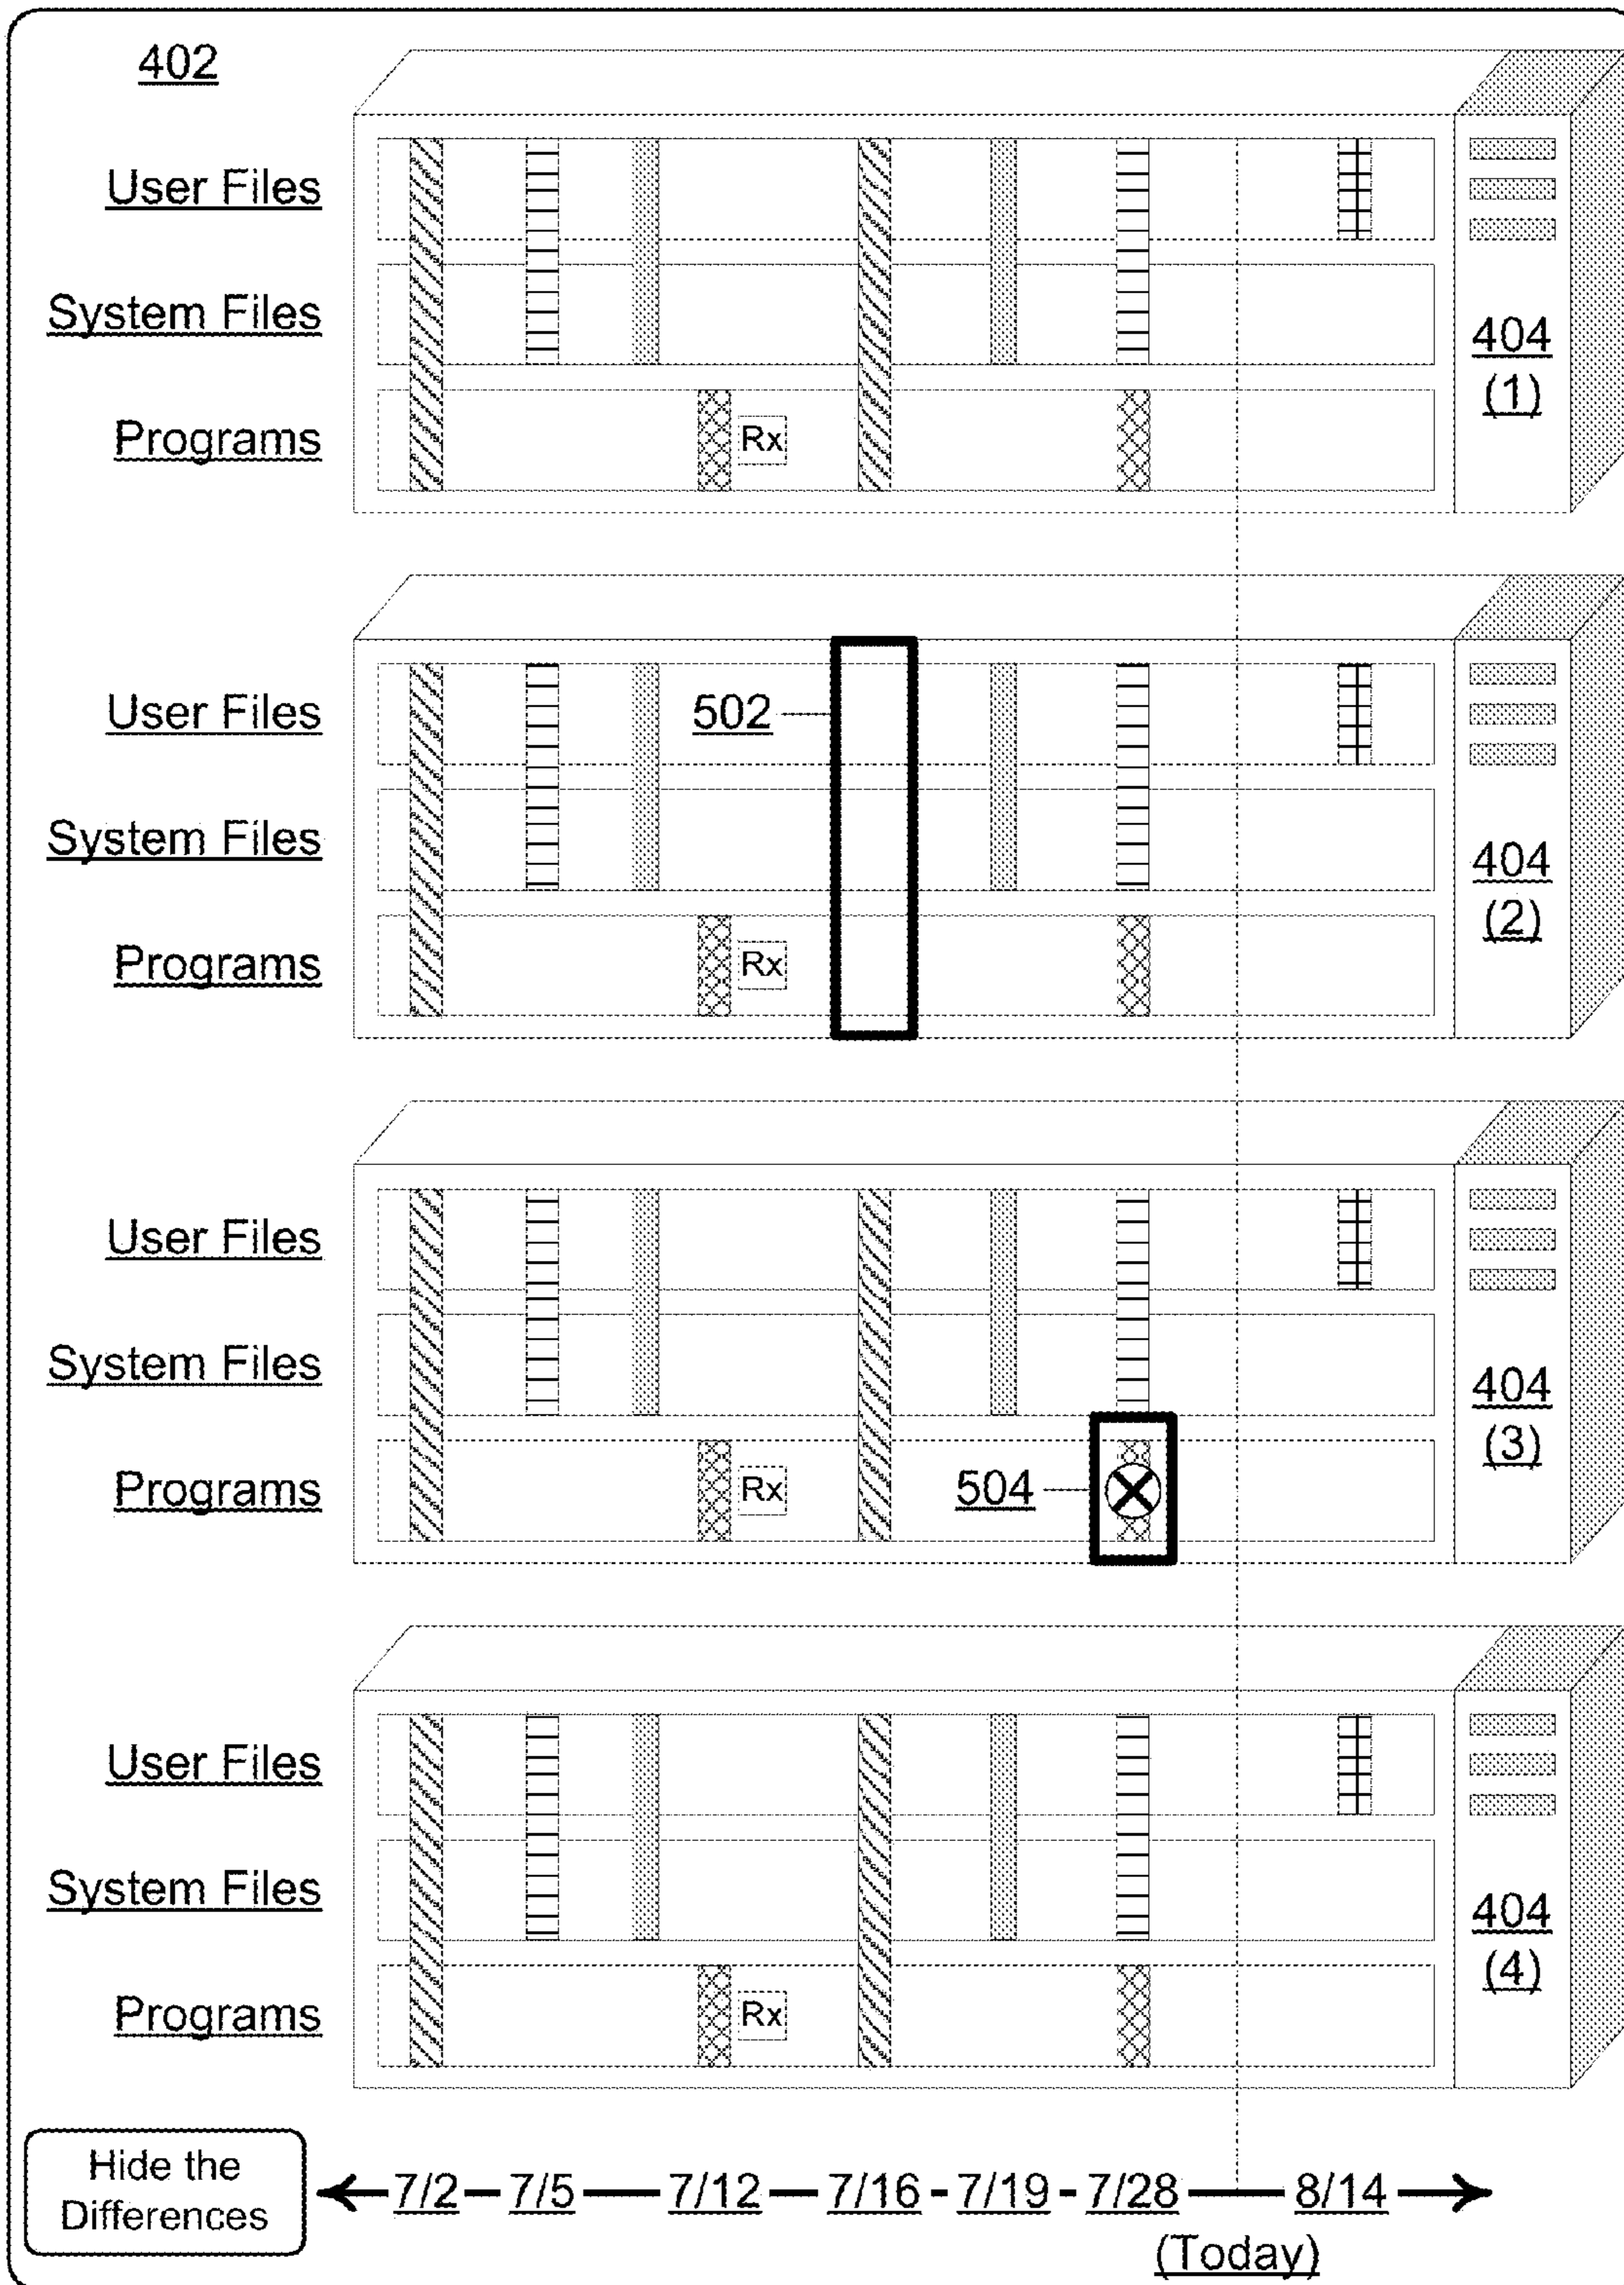 402
User Files
System Files
Programs
Rx
404
(1)
User Files
502
System Files
Programs
Rx
404
(2)
User Files
System Files
Programs
Rx
504
404
(3)
User Files
System Files
Programs
Rx
404
(4)
Hide the
Differences
7/2 7/5 7/12 7/16 7/19 7/28 8/14
(Today)